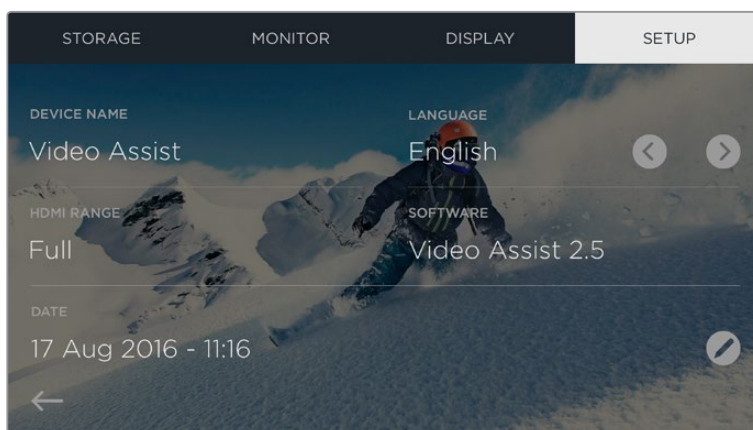 STORAGE MONITOR DISPLAY SETUP
DEVICE NAME LANGUAGE
Video Assist English
HDMI RANGE SOFTWARE
Full Video Assist 2.5
DATE
17 Aug 2016 - 11:16